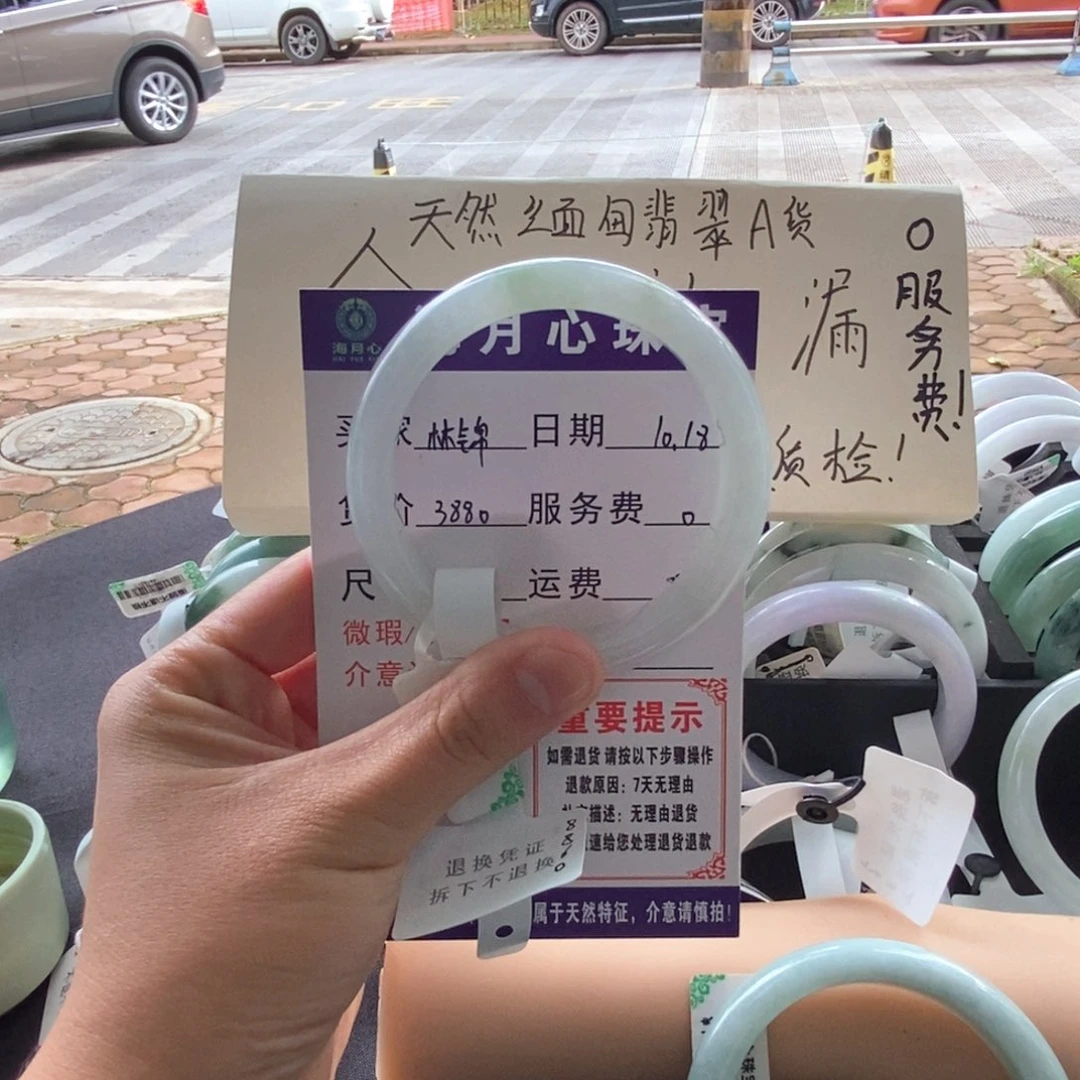 天然缅甸翡翠A货
人
漏
0服务费!
质检!
海月心
月心珠
林锦 日期 10.18
价 3880 服务费 0
尺 运费
微瑕/
介意
重要提示
如需退货 请按以下步骤操作
退款原因:7天无理由
描述:无理由退货
速给您处理退货退款
属于天然特征,介意请慎拍!
退换凭证
拆下不退换